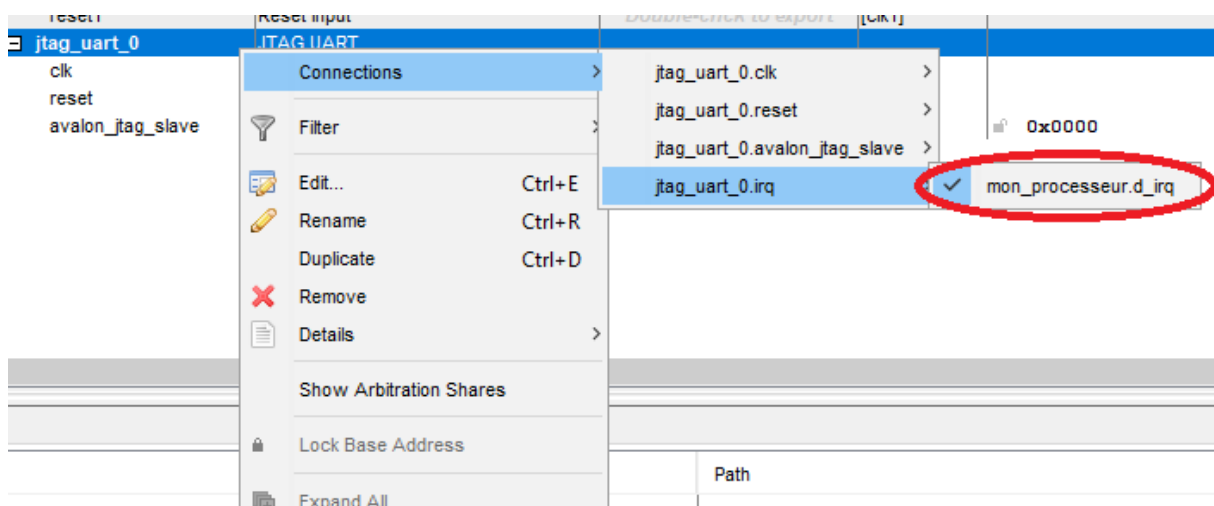 reset1 Reset Input Double-click to export [clk1]
jtag_uart_0 JTAG UART
clk
reset
avalon_jtag_slave 0x0000
Connections
Filter
Edit... Ctrl+E
Rename Ctrl+R
Duplicate Ctrl+D
Remove
Details
Show Arbitration Shares
Lock Base Address
Expand All
jtag_uart_0.clk
jtag_uart_0.reset
jtag_uart_0.avalon_jtag_slave
jtag_uart_0.irq
mon_processeur.d_irq
Path